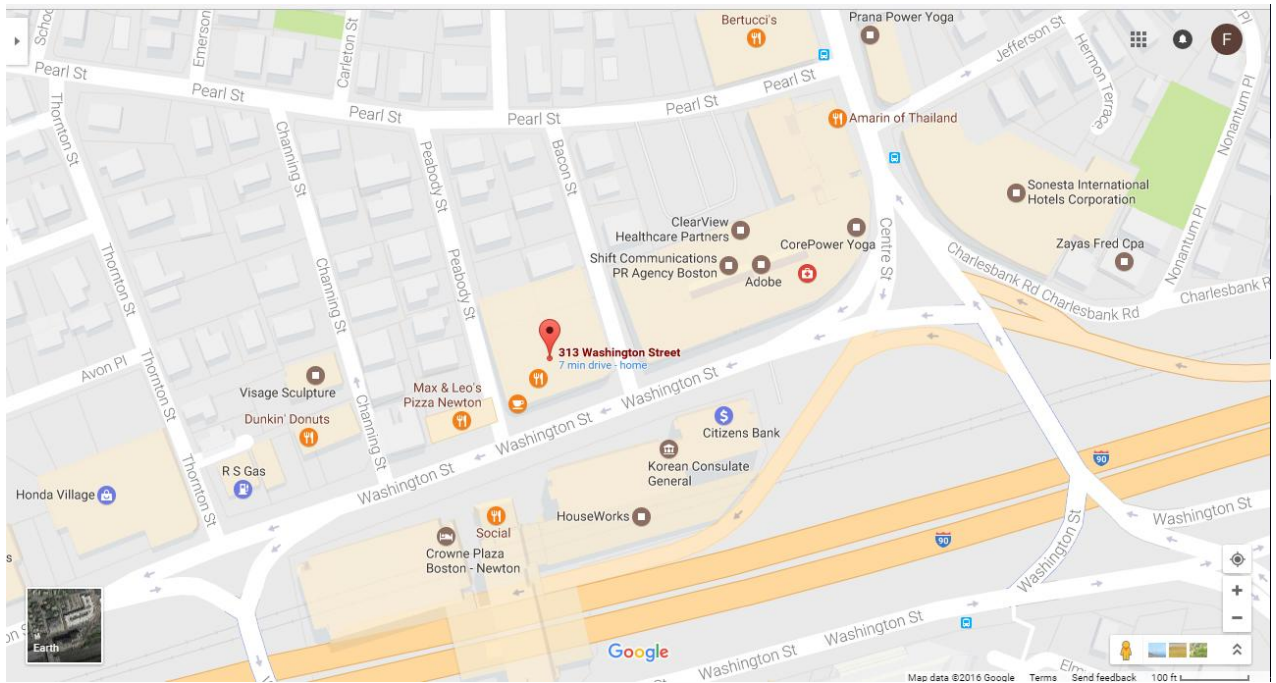 Bertucci's
Prana Power Yoga
F
Pearl St
Emerson
Carleton St
Pearl St
Pearl St
Pearl St
Pearl St
Pearl St
Jefferson St
Hermon Terrace
Nonantum Pl
Thornton St
Channing St
Peabody St
Bacon St
Amarin of Thailand
Sonesta International
Hotels Corporation
ClearView
Healthcare Partners
CorePower Yoga
Centre St
Zayas Fred Cpa
Nonantum Pl
Shift Communications
PR Agency Boston
Adobe
Charlesbank Rd
Charlesbank Rd
Charlesbank R
Thornton St
Channing St
Peabody St
313 Washington Street
7 min drive - home
Avon Pl
Thornton St
Visage Sculpture
Max & Leo's
Pizza Newton
Washington St
Dunkin' Donuts
Channing St
Citizens Bank
Washington St
R S Gas
Korean Consulate
General
90
Thornton St
Washington St
Honda Village
HouseWorks
Washington St
Social
90
Crowne Plaza
Boston - Newton
Washington St
s
Earth
Washington St
Washington St
Google
Elm
Map data ©2016 Google
Terms
Send feedback
100 ft